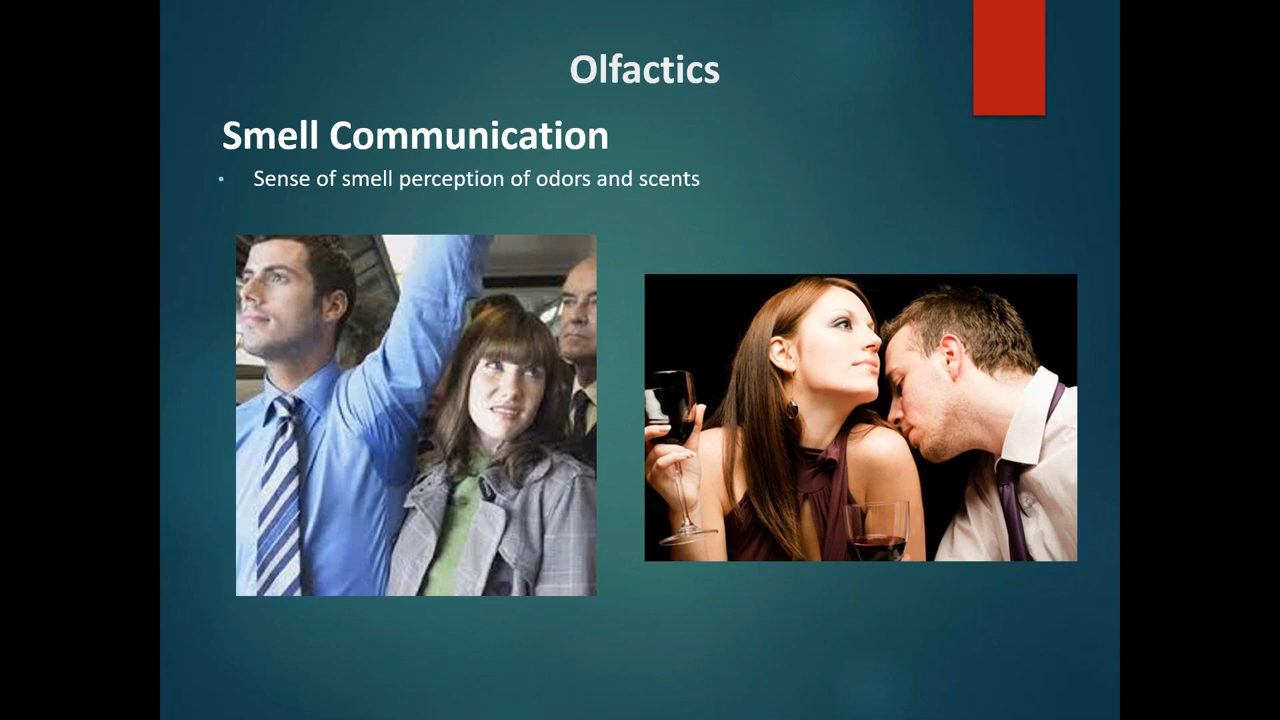 Olfactics
Smell Communication
• Sense of smell perception of odors and scents